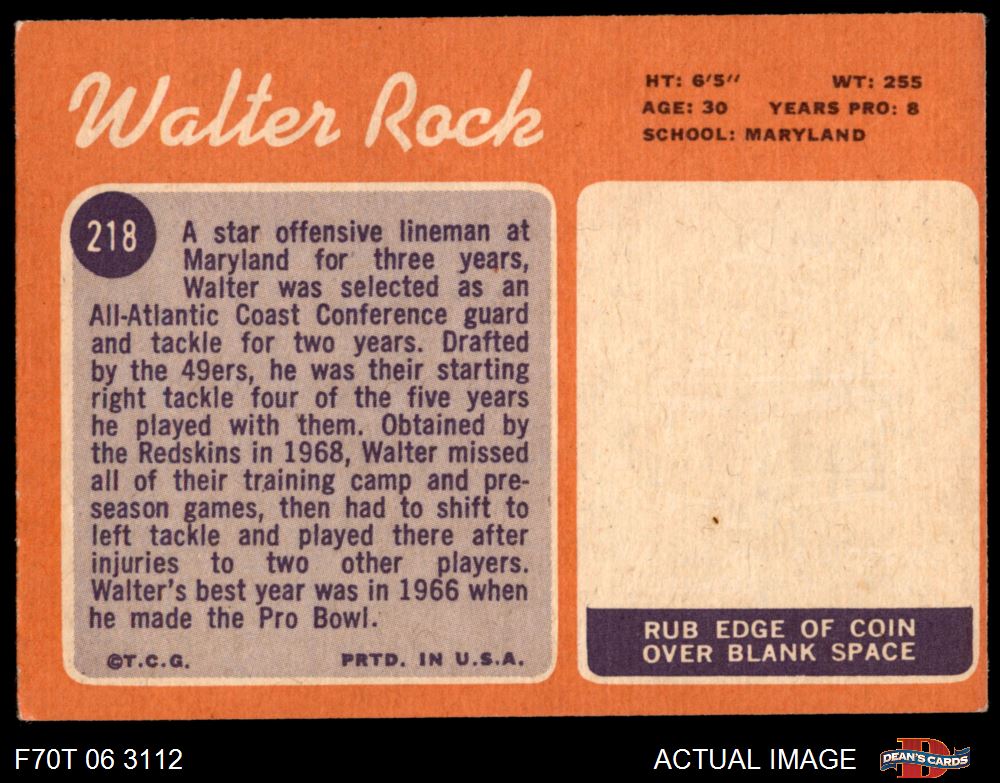 Walter Rock
HT: 6'5" WT: 255
AGE: 30 YEARS PRO: 8
SCHOOL: MARYLAND
218
A star offensive lineman at
Maryland for three years,
Walter was selected as an
All-Atlantic Coast Conference guard
and tackle for two years. Drafted
by the 49ers, he was their starting
right tackle four of the five years
he played with them. Obtained by
the Redskins in 1968, Walter missed
all of their training camp and pre-
season games, then had to shift to
left tackle and played there after
injuries to two other players.
Walter's best year was in 1966 when
he made the Pro Bowl.
©T.C.G. PRTD. IN U.S.A.
RUB EDGE OF COIN
OVER BLANK SPACE
F70T 06 3112 ACTUAL IMAGE
D
DEAN'S CARDS